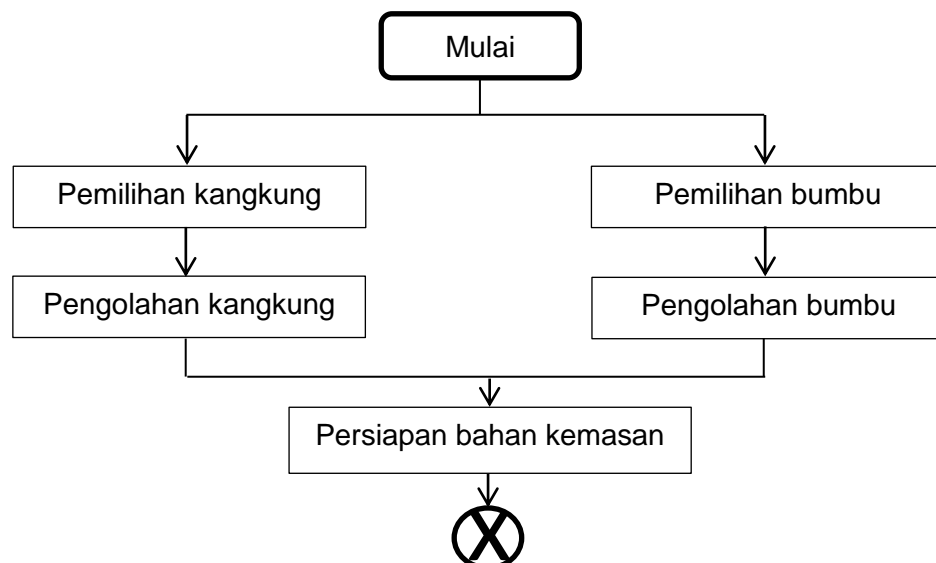 Mulai
Pemilihan kangkung
Pemilihan bumbu
Pengolahan kangkung
Pengolahan bumbu
Persiapan bahan kemasan
X